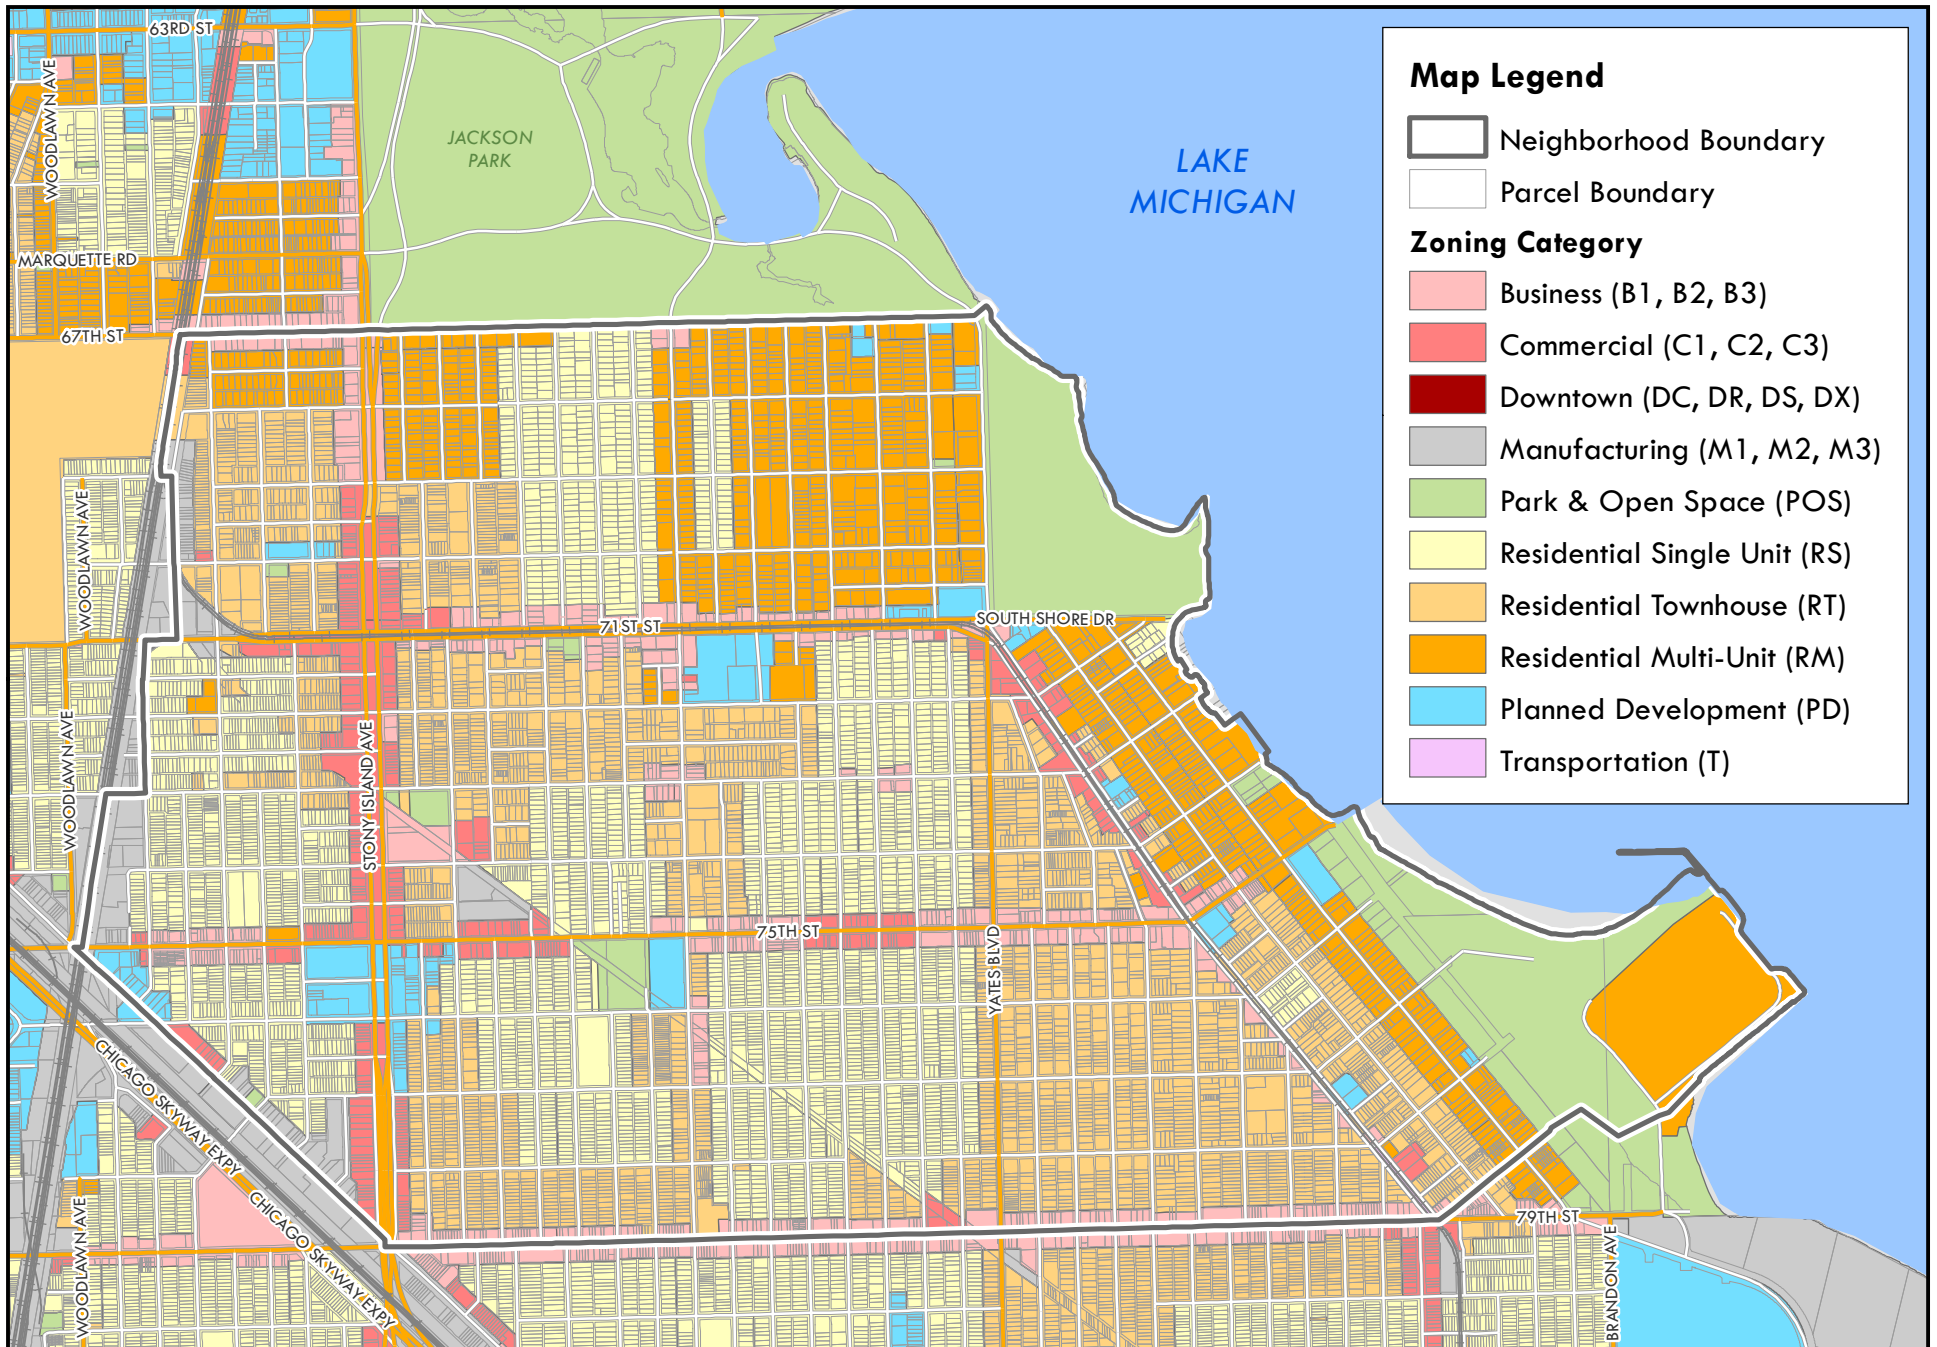 63RD ST
WOODLAWN AVE
JACKSON
PARK
LAKE
MICHIGAN
MARQUETTE RD
67TH ST
Map Legend
Neighborhood Boundary
Parcel Boundary
Zoning Category
Business (B1, B2, B3)
Commercial (C1, C2, C3)
Downtown (DC, DR, DS, DX)
Manufacturing (M1, M2, M3)
Park & Open Space (POS)
Residential Single Unit (RS)
Residential Townhouse (RT)
Residential Multi-Unit (RM)
Planned Development (PD)
Transportation (T)
WOODLAWN AVE
71ST ST
SOUTH SHORE DR
WOODLAWN AVE
STONY ISLAND AVE
75TH ST
YATES BLVD
CHICAGO SKYWAY EXPY
CHICAGO SKYWAY EXPY
WOODLAWN AVE
79TH ST
BRANDON AVE